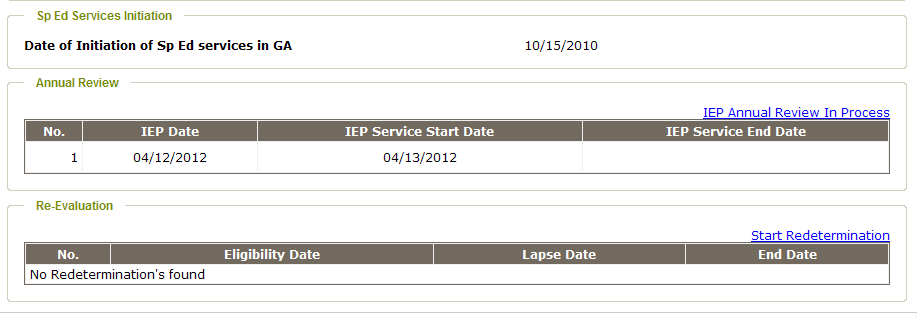 Sp Ed Services Initiation
Date of Initiation of Sp Ed services in GA 10/15/2010
Annual Review
IEP Annual Review In Process
No. IEP Date IEP Service Start Date IEP Service End Date
1 04/12/2012 04/13/2012
Re-Evaluation
Start Redetermination
No. Eligibility Date Lapse Date End Date
No Redetermination's found